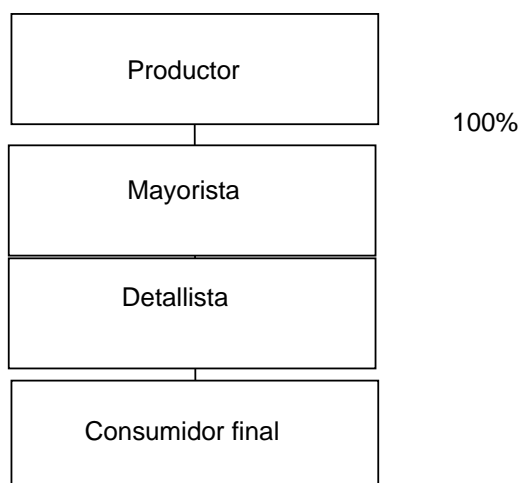 Productor
100%
Mayorista
Detallista
Consumidor final